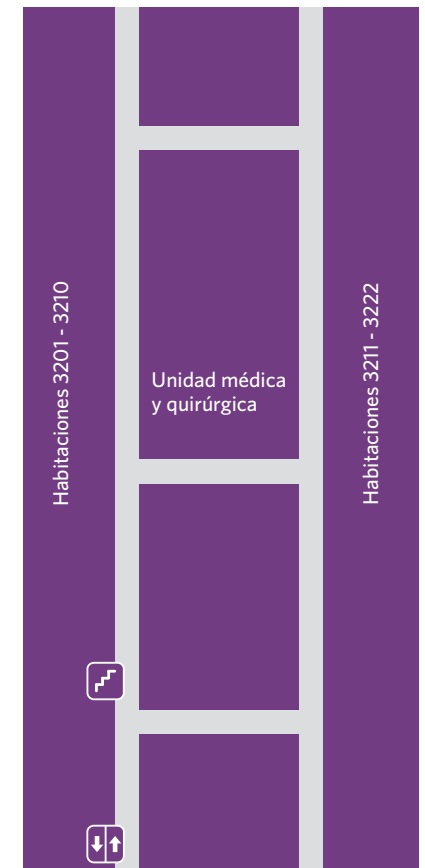 Habitaciones 3201 - 3210
Unidad médica
y quirúrgica
Habitaciones 3211 - 3222